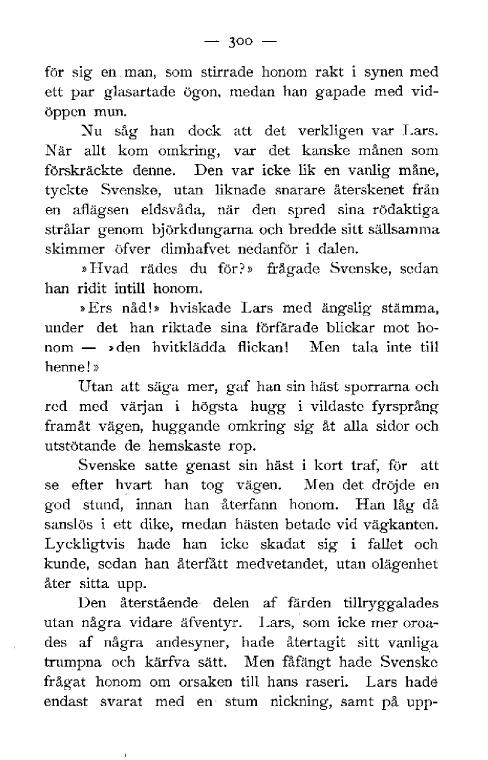 — 300 —
för sig en man, som stirrade honom rakt i synen med
ett par glasartade ögon, medan han gapade med vid-
öppen mun.
Nu såg han dock att det verkligen var Lars.
När allt kom omkring, var det kanske månen som
förskräckte denne. Den var icke lik en vanlig måne,
tyckte Svenske, utan liknade snarare återskenet från
en aflägsen eldsvåda, när den spred sina rödaktiga
strålar genom björkdungarna och bredde sitt sällsamma
skimmer öfver dimhafvet nedanför i dalen.
»Hvad rädes du för?» frågade Svenske, sedan
han ridit intill honom.
»Ers nåd!» hviskade Lars med ängslig stämma,
under det han riktade sina förfärade blickar mot ho-
nom — »den hvitklädda flickan! Men tala inte till
henne!»
Utan att säga mer, gaf han sin häst sporrarna och
red med värjan i högsta hugg i vildaste fyrsprång
framåt vägen, huggande omkring sig åt alla sidor och
utstötande de hemskaste rop.
Svenske satte genast sin häst i kort traf, för att
se efter hvart han tog vägen. Men det dröjde en
god stund, innan han återfann honom. Han låg då
sanslös i ett dike, medan hästen betade vid vägkanten.
Lyckligtvis hade han icke skadat sig i fallet och
kunde, sedan han återfått medvetandet, utan olägenhet
åter sitta upp.
Den återstående delen af färden tillryggalades
utan några vidare äfventyr. Lars, som icke mer oroa-
des af några andesyner, hade återtagit sitt vanliga
trumpna och kärfva sätt. Men fåfängt hade Svenske
frågat honom om orsaken till hans raseri. Lars hade
endast svarat med en stum nickning, samt på upp-